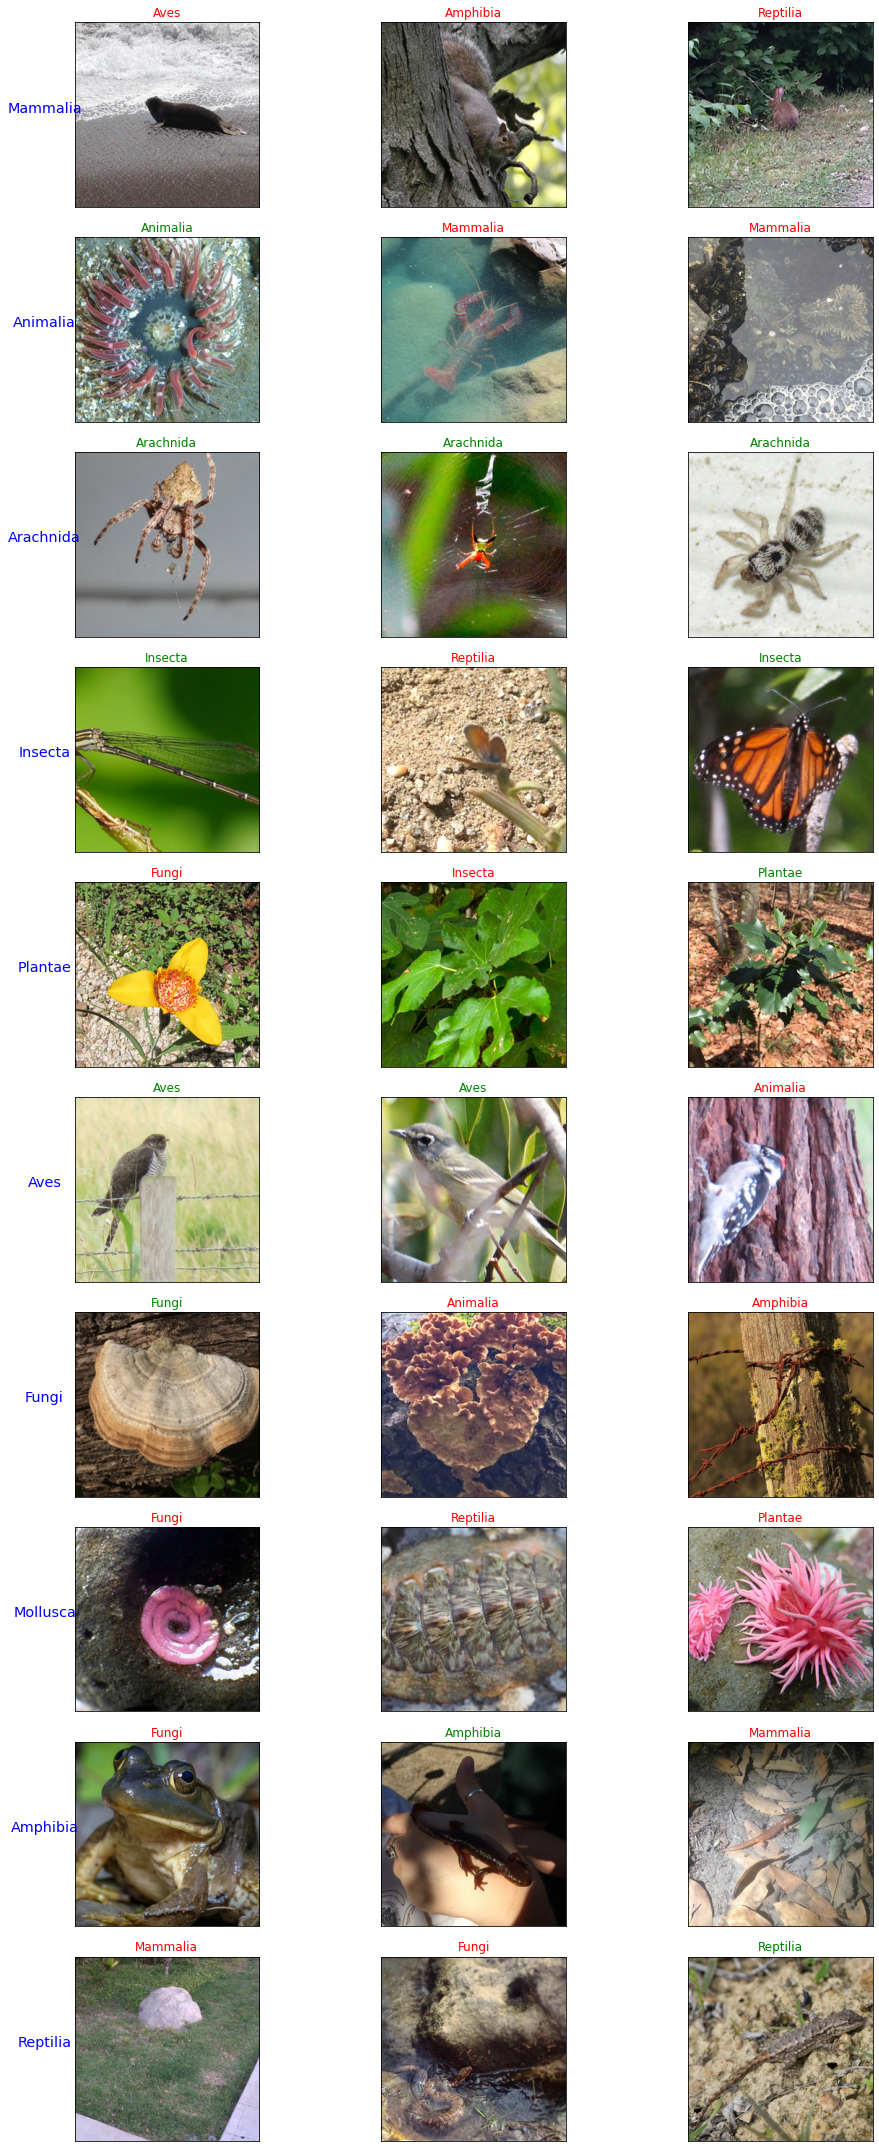 Aves
Amphibia
Reptilia
Mammalia
Animalia
Mammalia
Mammalia
Animalia
Arachnida
Arachnida
Arachnida
Arachnida
Insecta
Reptilia
Insecta
Insecta
Fungi
Insecta
Plantae
Plantae
Aves
Aves
Animalia
Aves
Fungi
Animalia
Amphibia
Fungi
Fungi
Reptilia
Plantae
Mollusca
Fungi
Amphibia
Mammalia
Amphibia
Mammalia
Fungi
Reptilia
Reptilia